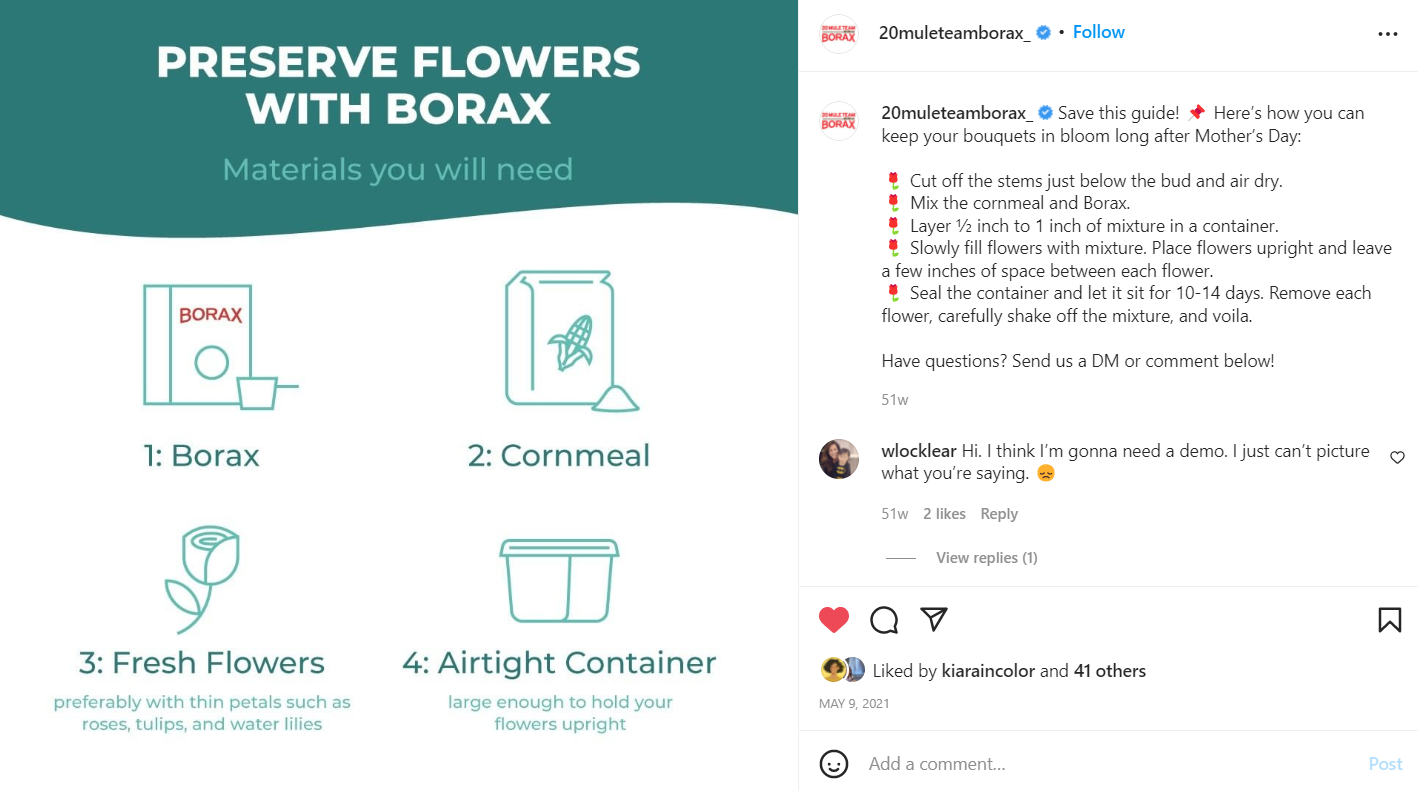 PRESERVE FLOWERS
WITH BORAX
Materials you will need
BORAX
1: Borax
2: Cornmeal
3: Fresh Flowers
preferably with thin petals such as
roses, tulips, and water lilies
4: Airtight Container
large enough to hold your
flowers upright
20 MULE TEAM
BORAX
20muleteamborax_ • Follow
20 MULE TEAM
BORAX
20muleteamborax_ Save this guide! 📌 Here's how you can
keep your bouquets in bloom long after Mother's Day:
🌷 Cut off the stems just below the bud and air dry.
🌷 Mix the cornmeal and Borax.
🌷 Layer ½ inch to 1 inch of mixture in a container.
🌷 Slowly fill flowers with mixture. Place flowers upright and leave
a few inches of space between each flower.
🌷 Seal the container and let it sit for 10-14 days. Remove each
flower, carefully shake off the mixture, and voila.
Have questions? Send us a DM or comment below!
51w
wlocklear Hi. I think I'm gonna need a demo. I just can't picture
what you're saying. 😞
51w 2 likes Reply
View replies (1)
Liked by kiaraincolor and 41 others
MAY 9, 2021
Add a comment...
Post